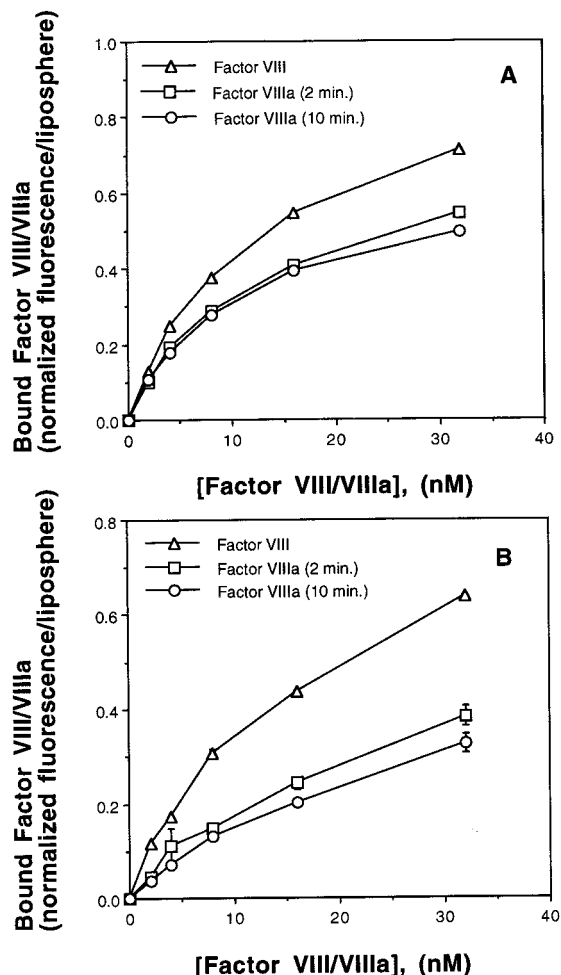 1.0
0.8
0.6
0.4
0.2
0.0
Bound Factor VIII/VIIIa
(normalized fluorescence/liposphere)
Factor VIII
Factor VIIIa (2 min.)
Factor VIIIa (10 min.)
A
0 10 20 30 40
[Factor VIII/VIIIa], (nM)
0.8
0.6
0.4
0.2
0.0
Bound Factor VIII/VIIIa
(normalized fluorescence/liposphere)
Factor VIII
Factor VIIIa (2 min.)
Factor VIIIa (10 min.)
B
0 10 20 30 40
[Factor VIII/VIIIa], (nM)